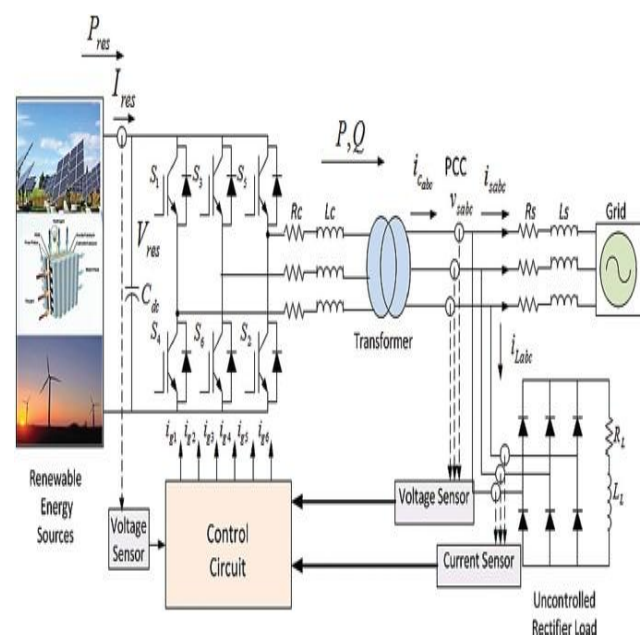 P_res
I_res
P,Q
i_cabc
PCC
v_sabc
i_sabc
S_1
S_3
S_5
Rc
Lc
Rs
Ls
Grid
V_res
C_dc
S_4
S_6
S_2
Transformer
i_Labc
i_g1 i_g2 i_g3 i_g4 i_g5 i_g6
R_L
L_L
Renewable
Energy
Sources
Voltage
Sensor
Control
Circuit
Voltage Sensor
Current Sensor
Uncontrolled
Rectifier Load